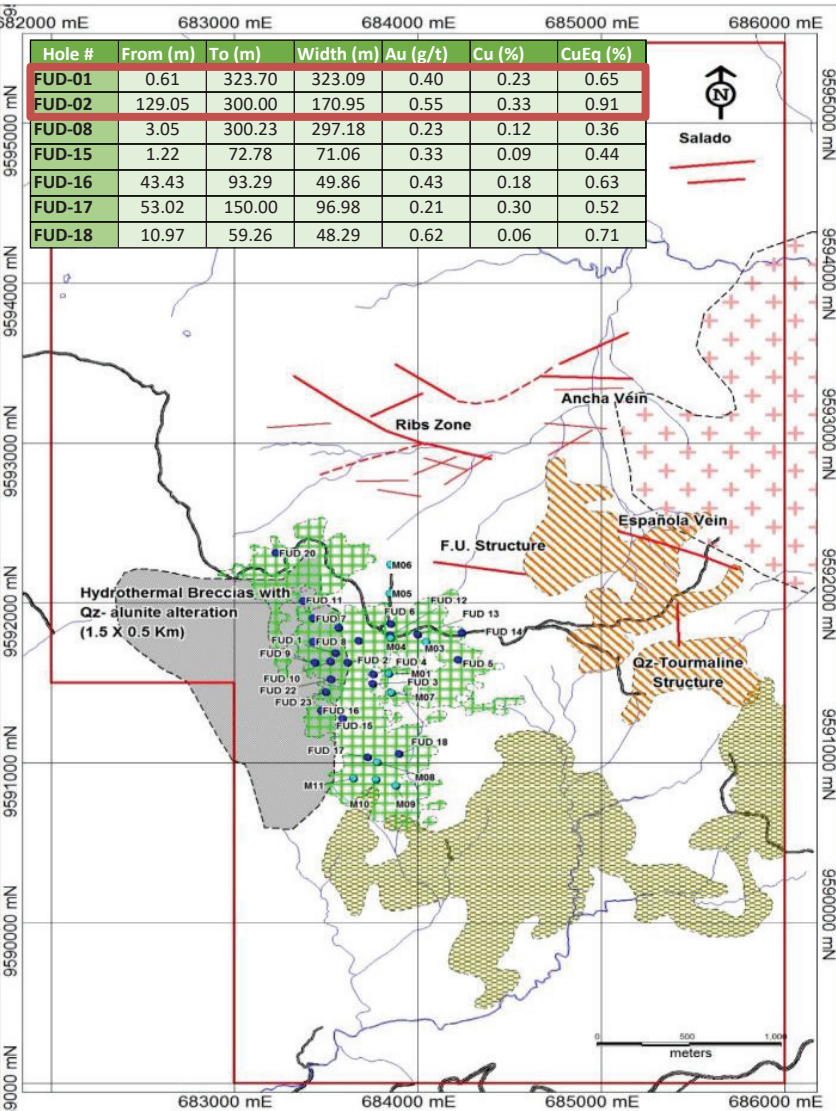 682000 mE 683000 mE 684000 mE 685000 mE 686000 mE
Hole # From (m) To (m) Width (m) Au (g/t) Cu (%) CuEq (%)
FUD-01 0.61 323.70 323.09 0.40 0.23 0.65
FUD-02 129.05 300.00 170.95 0.55 0.33 0.91
FUD-08 3.05 300.23 297.18 0.23 0.12 0.36
FUD-15 1.22 72.78 71.06 0.33 0.09 0.44
FUD-16 43.43 93.29 49.86 0.43 0.18 0.63
FUD-17 53.02 150.00 96.98 0.21 0.30 0.52
FUD-18 10.97 59.26 48.29 0.62 0.06 0.71
N
Salado
9595000 mN 9595000 mN
9594000 mN 9594000 mN
Ancha Vein
Ribs Zone
9593000 mN 9593000 mN
Española Vein
F.U. Structure
FUD 20
M06
Hydrothermal Breccias with
Qz- alunite alteration
(1.5 X 0.5 Km)
M05
FUD 11 FUD 12
9592000 mN 9592000 mN
FUD 7 FUD 6 FUD 13
FUD 14
FUD 1 FUD 8 M04 M03
FUD 9 FUD 2 FUD 4 FUD 5
Qz-Tourmaline
Structure
FUD 10 M01
FUD 3
FUD 22 M07
FUD 23 FUD 16
FUD 15
FUD 17 FUD 18
9591000 mN 9591000 mN
M11 M08
M10 M09
9590000 mN 9590000 mN
0 500 1,000
meters
9000 mN
683000 mE 684000 mE 685000 mE 686000 mE